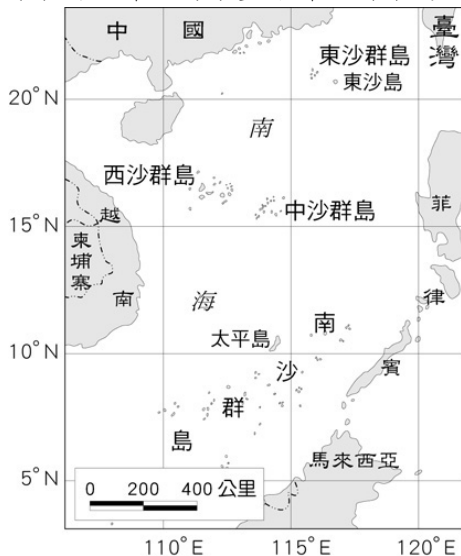 中國
臺灣
東沙群島
東沙島
20°N
南
西沙群島
中沙群島
15°N
越
菲
柬埔寨
南
海
律
南
太平島
10°N
沙
賓
群
島
馬來西亞
5°N
0 200 400 公里
110°E 115°E 120°E